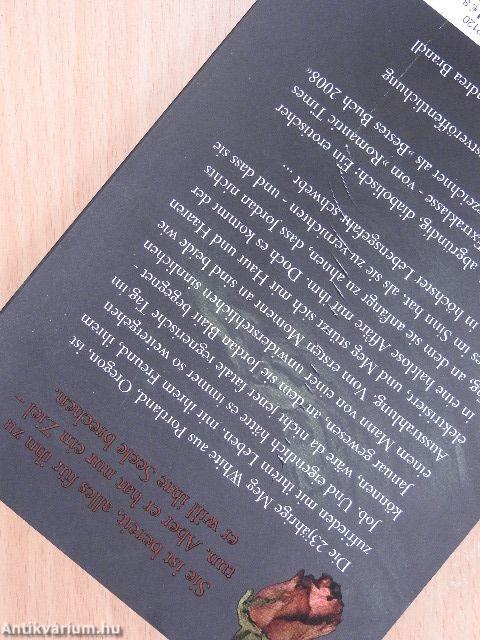 Sie ist bereit, alles für ihn zu
tun. Aber er hat nur ein Ziel –
er will ihre Seele brechen.
Die 23jährige Meg White aus Portland, Oregon, ist
zufrieden mit ihrem Leben, mit ihrem Freund, ihrem
Job. Und eigentlich hätte es immer so weitergehen
können, wäre da nicht jener fatale regnerische Tag im
Januar gewesen, an dem sie Jordan Blair begegnet –
einem Mann von einer unwiderstehlichen sinnlichen
Ausstrahlung. Vom ersten Moment an sind beide wie
elektrisiert, und Meg stürzt sich mit Haut und Haaren
in eine haltlose Affäre mit ihm. Doch es kommt der
an dem sie anfängt zu ahnen, dass Jordan nichts
im Sinn hat, als sie zu vernichten – und dass sie
in höchster Lebensgefahr schwebt ...
abgründig, diabolisch: Ein erotischer
Extraklasse - vom »Romantic Times
als »Bestes Buch 2008«
Brandl
Antikvárium.hu